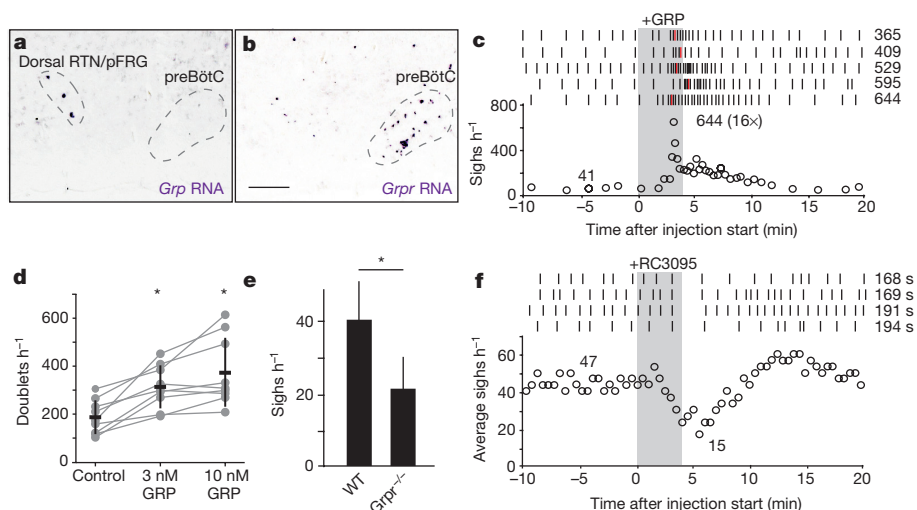 a
Dorsal RTN/pFRG
preBötC
Grp RNA
b
preBötC
Grpr RNA
c
+GRP
365
409
529
595
644
Sighs h–1
800
400
0
644 (16×)
41
–10 –5 0 5 10 15 20
Time after injection start (min)
d
Doublets h–1
600
400
200
0
* *
Control 3 nM GRP 10 nM GRP
e
Sighs h–1
40
20
0
*
WT Grpr–/–
f
+RC3095
168 s
169 s
191 s
194 s
Average sighs h–1
60
40
20
0
47
15
–10 –5 0 5 10 15 20
Time after injection start (min)